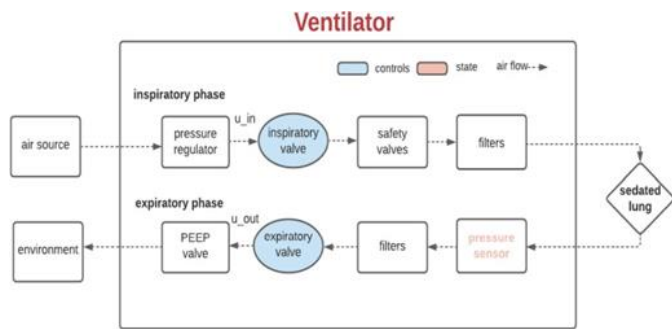 Ventilator
controls
state
air flow
inspiratory phase
u_in
air source
pressure
regulator
inspiratory
valve
safety
valves
filters
sedated
lung
expiratory phase
u_out
environment
PEEP
valve
expiratory
valve
filters
pressure
sensor